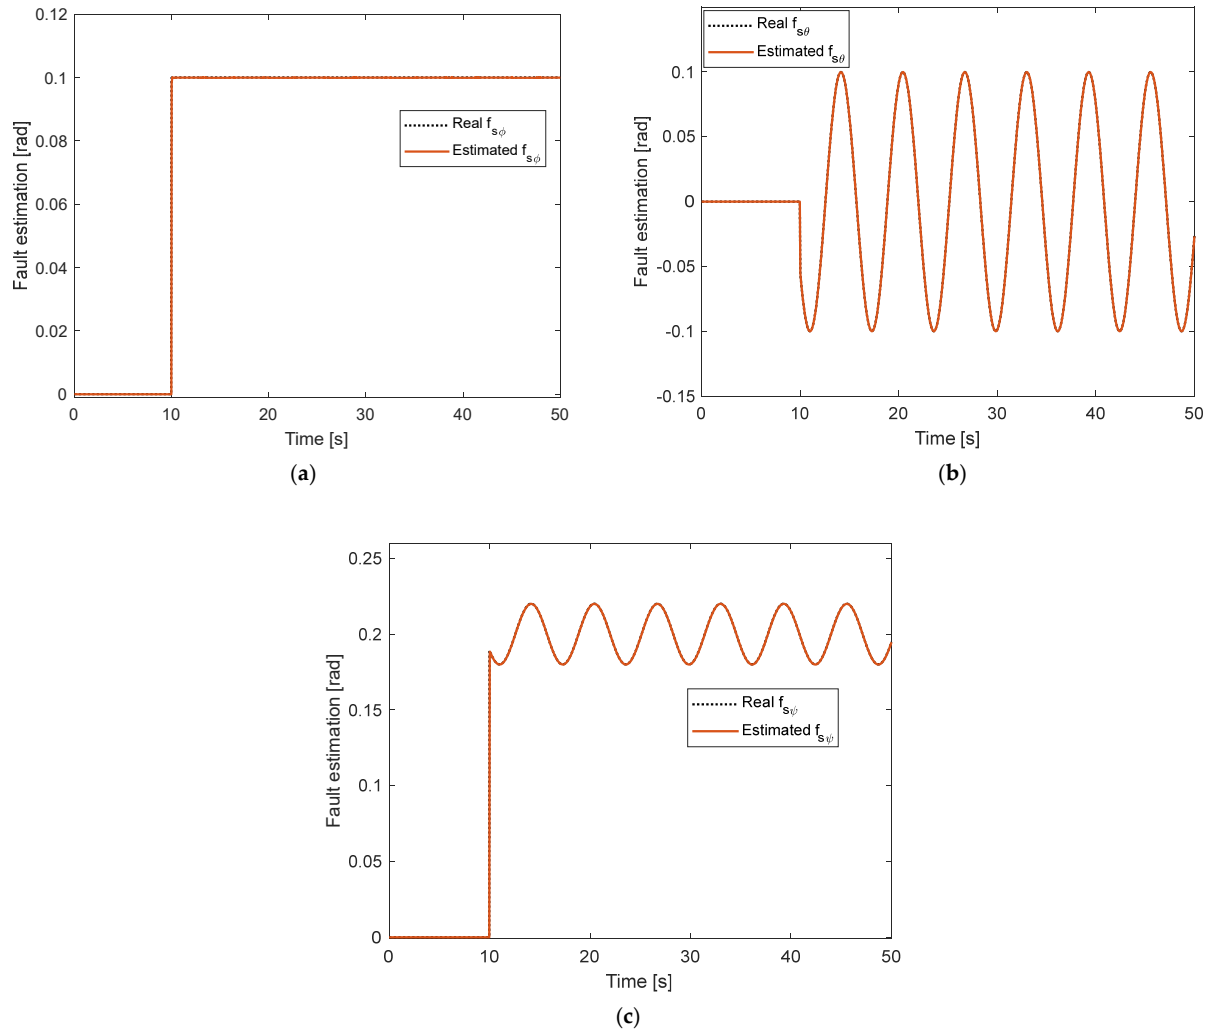 0.12
0.1
0.08
0.06
0.04
0.02
0
0 10 20 30 40 50
Fault estimation [rad]
Time [s]
Real f_sϕ
Estimated f_sϕ
(a)
Real f_sθ
Estimated f_sθ
0.1
0.05
0
-0.05
-0.1
-0.15
0 10 20 30 40 50
Fault estimation [rad]
Time [s]
(b)
0.25
0.2
0.15
0.1
0.05
0
0 10 20 30 40 50
Fault estimation [rad]
Time [s]
Real f_sψ
Estimated f_sψ
(c)